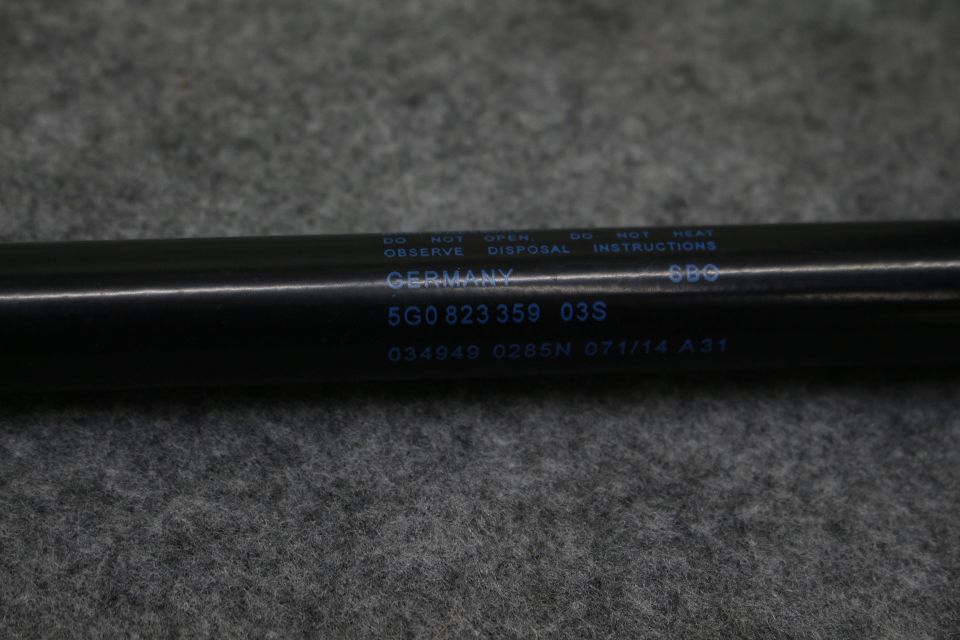 DO NOT OPEN, DO NOT HEAT
OBSERVE DISPOSAL INSTRUCTIONS
GERMANY SBC
5G0 823 359 03S
034949 0285N 071/14 A31